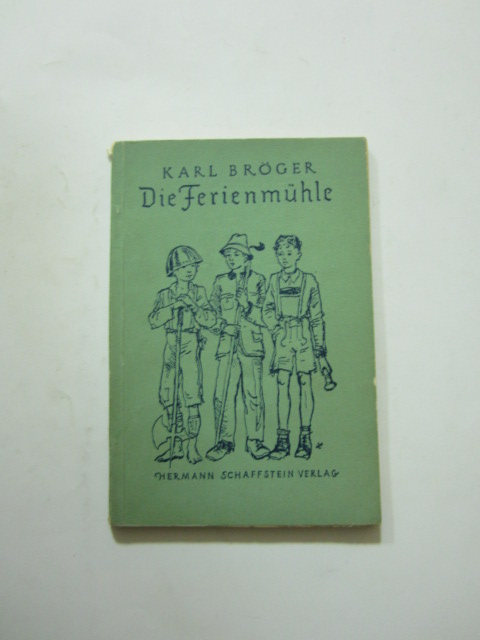 KARL BRÖGER
Die Ferienmühle
HERMANN SCHAFFSTEIN VERLAG